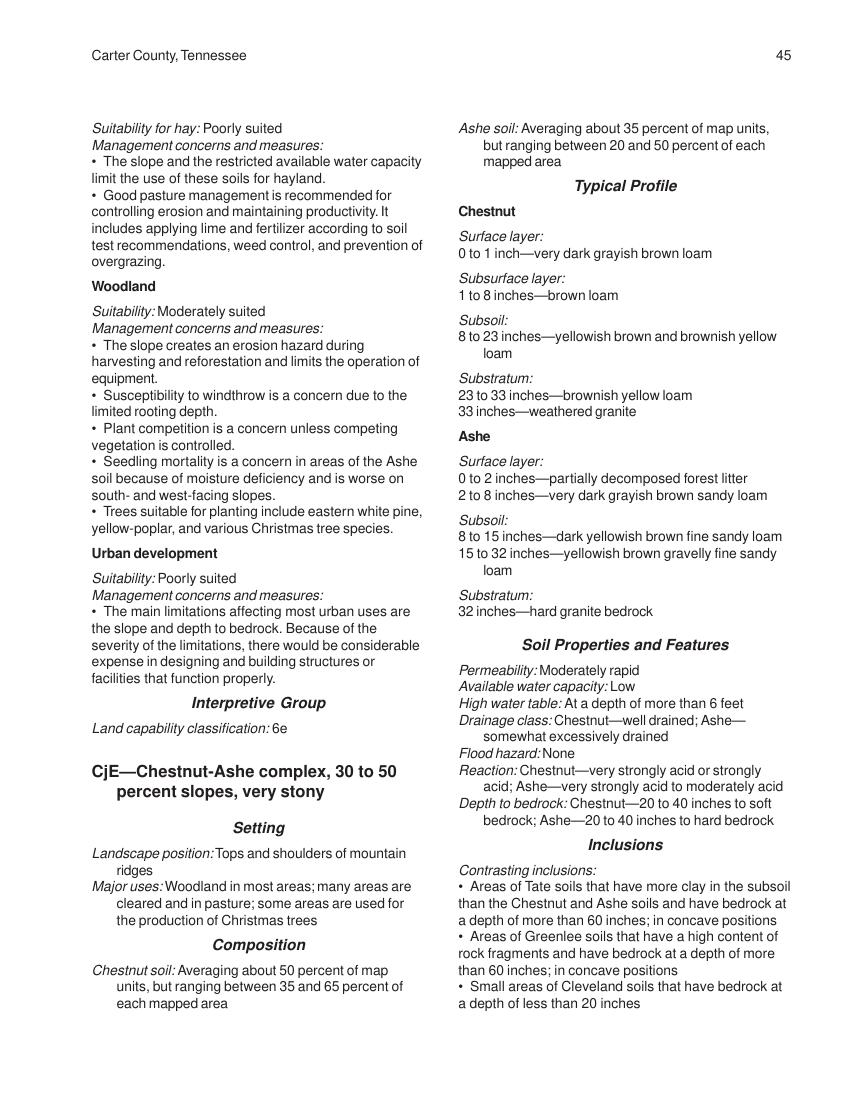 Carter County, Tennessee
45
Suitability for hay: Poorly suited
Management concerns and measures:
• The slope and the restricted available water capacity
limit the use of these soils for hayland.
• Good pasture management is recommended for
controlling erosion and maintaining productivity. It
includes applying lime and fertilizer according to soil
test recommendations, weed control, and prevention of
overgrazing.
Woodland
Suitability: Moderately suited
Management concerns and measures:
• The slope creates an erosion hazard during
harvesting and reforestation and limits the operation of
equipment.
• Susceptibility to windthrow is a concern due to the
limited rooting depth.
• Plant competition is a concern unless competing
vegetation is controlled.
• Seedling mortality is a concern in areas of the Ashe
soil because of moisture deficiency and is worse on
south- and west-facing slopes.
• Trees suitable for planting include eastern white pine,
yellow-poplar, and various Christmas tree species.
Urban development
Suitability: Poorly suited
Management concerns and measures:
• The main limitations affecting most urban uses are
the slope and depth to bedrock. Because of the
severity of the limitations, there would be considerable
expense in designing and building structures or
facilities that function properly.
Interpretive Group
Land capability classification: 6e
CjE—Chestnut-Ashe complex, 30 to 50
percent slopes, very stony
Setting
Landscape position: Tops and shoulders of mountain
ridges
Major uses: Woodland in most areas; many areas are
cleared and in pasture; some areas are used for
the production of Christmas trees
Composition
Chestnut soil: Averaging about 50 percent of map
units, but ranging between 35 and 65 percent of
each mapped area
Ashe soil: Averaging about 35 percent of map units,
but ranging between 20 and 50 percent of each
mapped area
Typical Profile
Chestnut
Surface layer:
0 to 1 inch—very dark grayish brown loam
Subsurface layer:
1 to 8 inches—brown loam
Subsoil:
8 to 23 inches—yellowish brown and brownish yellow
loam
Substratum:
23 to 33 inches—brownish yellow loam
33 inches—weathered granite
Ashe
Surface layer:
0 to 2 inches—partially decomposed forest litter
2 to 8 inches—very dark grayish brown sandy loam
Subsoil:
8 to 15 inches—dark yellowish brown fine sandy loam
15 to 32 inches—yellowish brown gravelly fine sandy
loam
Substratum:
32 inches—hard granite bedrock
Soil Properties and Features
Permeability: Moderately rapid
Available water capacity: Low
High water table: At a depth of more than 6 feet
Drainage class: Chestnut—well drained; Ashe—
somewhat excessively drained
Flood hazard: None
Reaction: Chestnut—very strongly acid or strongly
acid; Ashe—very strongly acid to moderately acid
Depth to bedrock: Chestnut—20 to 40 inches to soft
bedrock; Ashe—20 to 40 inches to hard bedrock
Inclusions
Contrasting inclusions:
• Areas of Tate soils that have more clay in the subsoil
than the Chestnut and Ashe soils and have bedrock at
a depth of more than 60 inches; in concave positions
• Areas of Greenlee soils that have a high content of
rock fragments and have bedrock at a depth of more
than 60 inches; in concave positions
• Small areas of Cleveland soils that have bedrock at
a depth of less than 20 inches